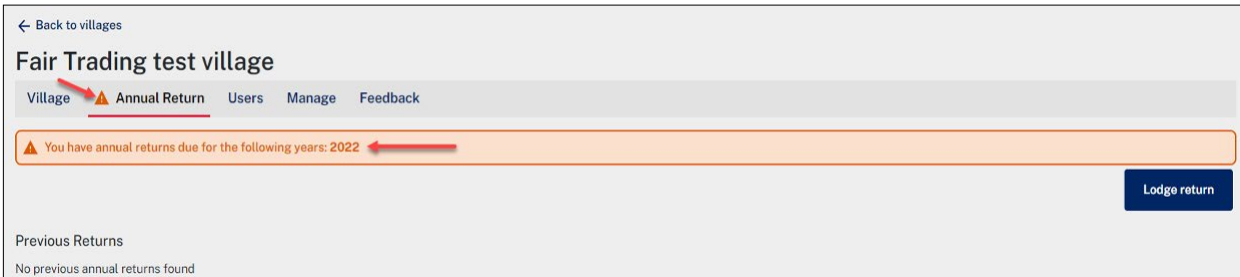 ← Back to villages
Fair Trading test village
Village Annual Return Users Manage Feedback
You have annual returns due for the following years: 2022
Lodge return
Previous Returns
No previous annual returns found